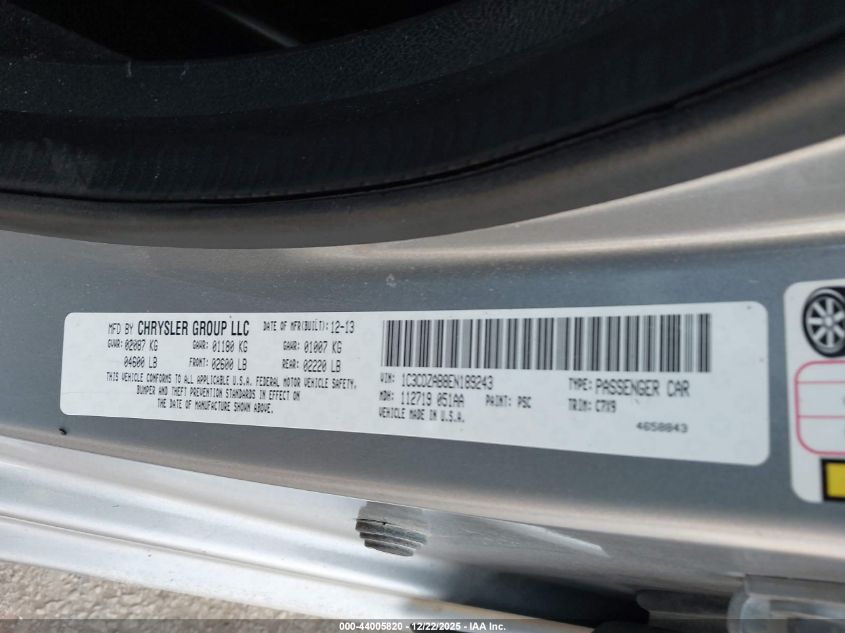 MFD BY CHRYSLER GROUP LLC DATE OF MFR(BUILT): 12-13
GVWR: 02087 KG GAWR: 01180 KG GAWR: 01007 KG
04600 LB FRONT: 02600 LB REAR: 02220 LB
THIS VEHICLE CONFORMS TO ALL APPLICABLE U.S.A. FEDERAL MOTOR VEHICLE SAFETY,
BUMPER AND THEFT PREVENTION STANDARDS IN EFFECT ON
THE DATE OF MANUFACTURE SHOWN ABOVE.
VIN: 1C3CDZAB8EN189243 TYPE: PASSENGER CAR
MDH: 112719 051AA PAINT: PSC TRIM: C7X9
VEHICLE MADE IN U.S.A.
4658843
000-44005820 • 12/22/2025 - IAA Inc.